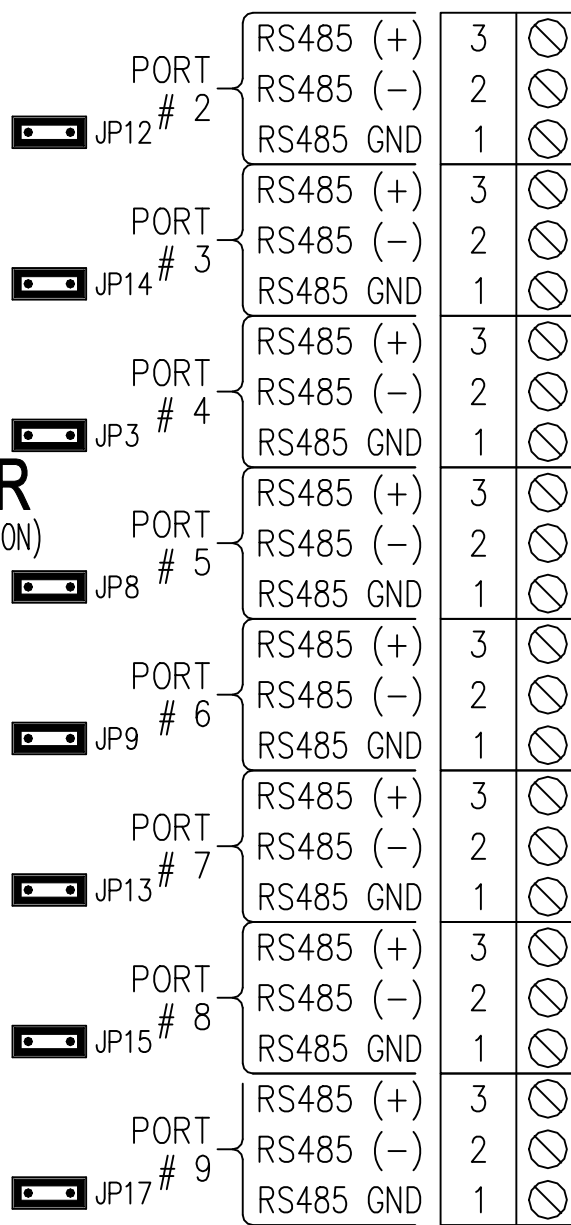 RS485 (+) 3
PORT
RS485 (−) 2
# 2
JP12
RS485 GND 1
RS485 (+) 3
PORT
RS485 (−) 2
# 3
JP14
RS485 GND 1
RS485 (+) 3
PORT
RS485 (−) 2
# 4
JP3
RS485 GND 1
R
RS485 (+) 3
PORT
ON)
RS485 (−) 2
# 5
JP8
RS485 GND 1
RS485 (+) 3
PORT
RS485 (−) 2
# 6
JP9
RS485 GND 1
RS485 (+) 3
PORT
RS485 (−) 2
# 7
JP13
RS485 GND 1
RS485 (+) 3
PORT
RS485 (−) 2
# 8
JP15
RS485 GND 1
RS485 (+) 3
PORT
RS485 (−) 2
# 9
JP17
RS485 GND 1